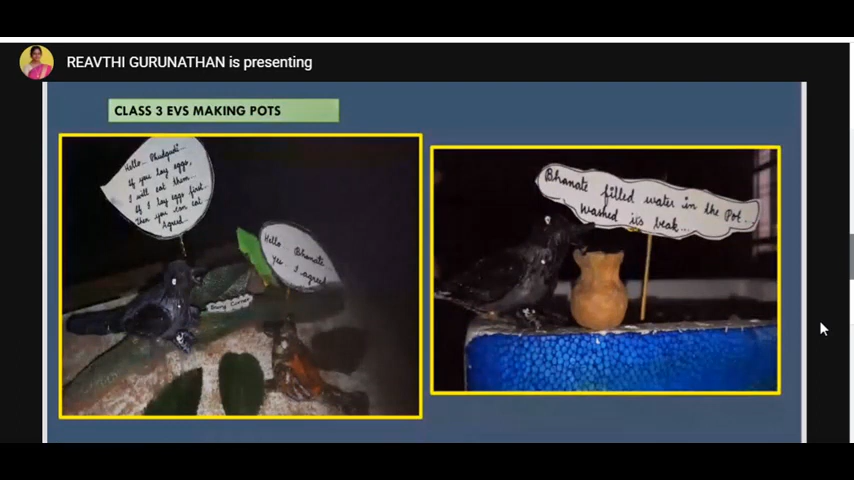 REAVTHI GURUNATHAN is presenting
CLASS 3 EVS MAKING POTS
Hello... Phudgudi...
If you lay eggs,
I will eat them...
If I lay eggs first...
Then you can eat
Agreed...
Hello Bhanate
yes... I agreed
Bhanate filled water in the Pot...
Washed its beak...